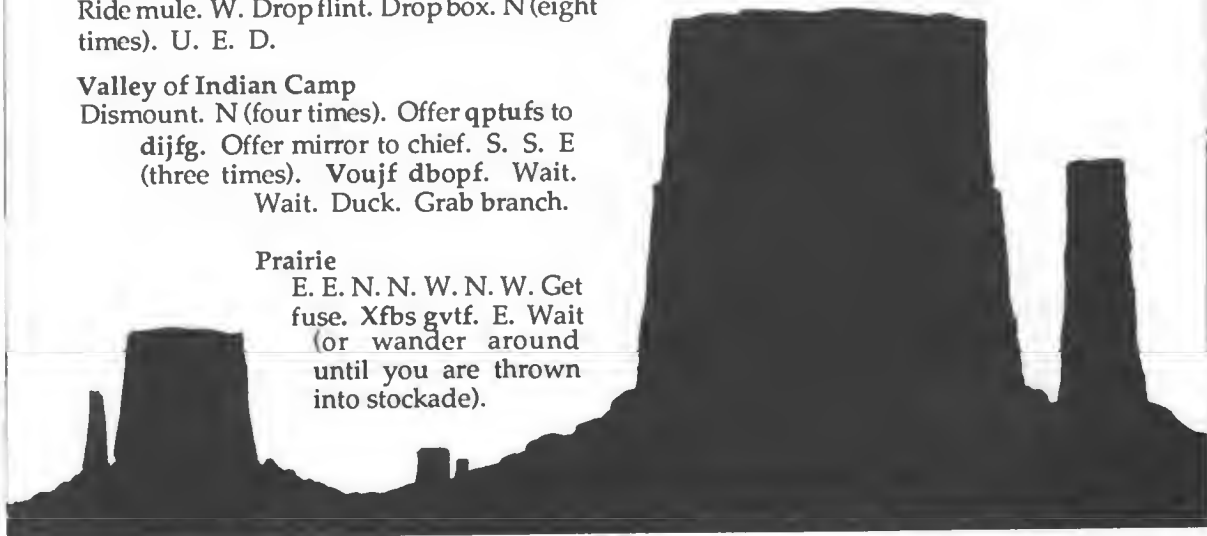 Ride mule. W. Drop flint. Drop box. N (eight
times). U. E. D.
Valley of Indian Camp
Dismount. N (four times). Offer qptufs to
dijfg. Offer mirror to chief. S. S. E
(three times). Voujf dbopf. Wait.
Wait. Duck. Grab branch.
Prairie
E. E. N. N. W. N. W. Get
fuse. Xfbs gvtf. E. Wait
(or wander around
until you are thrown
into stockade).